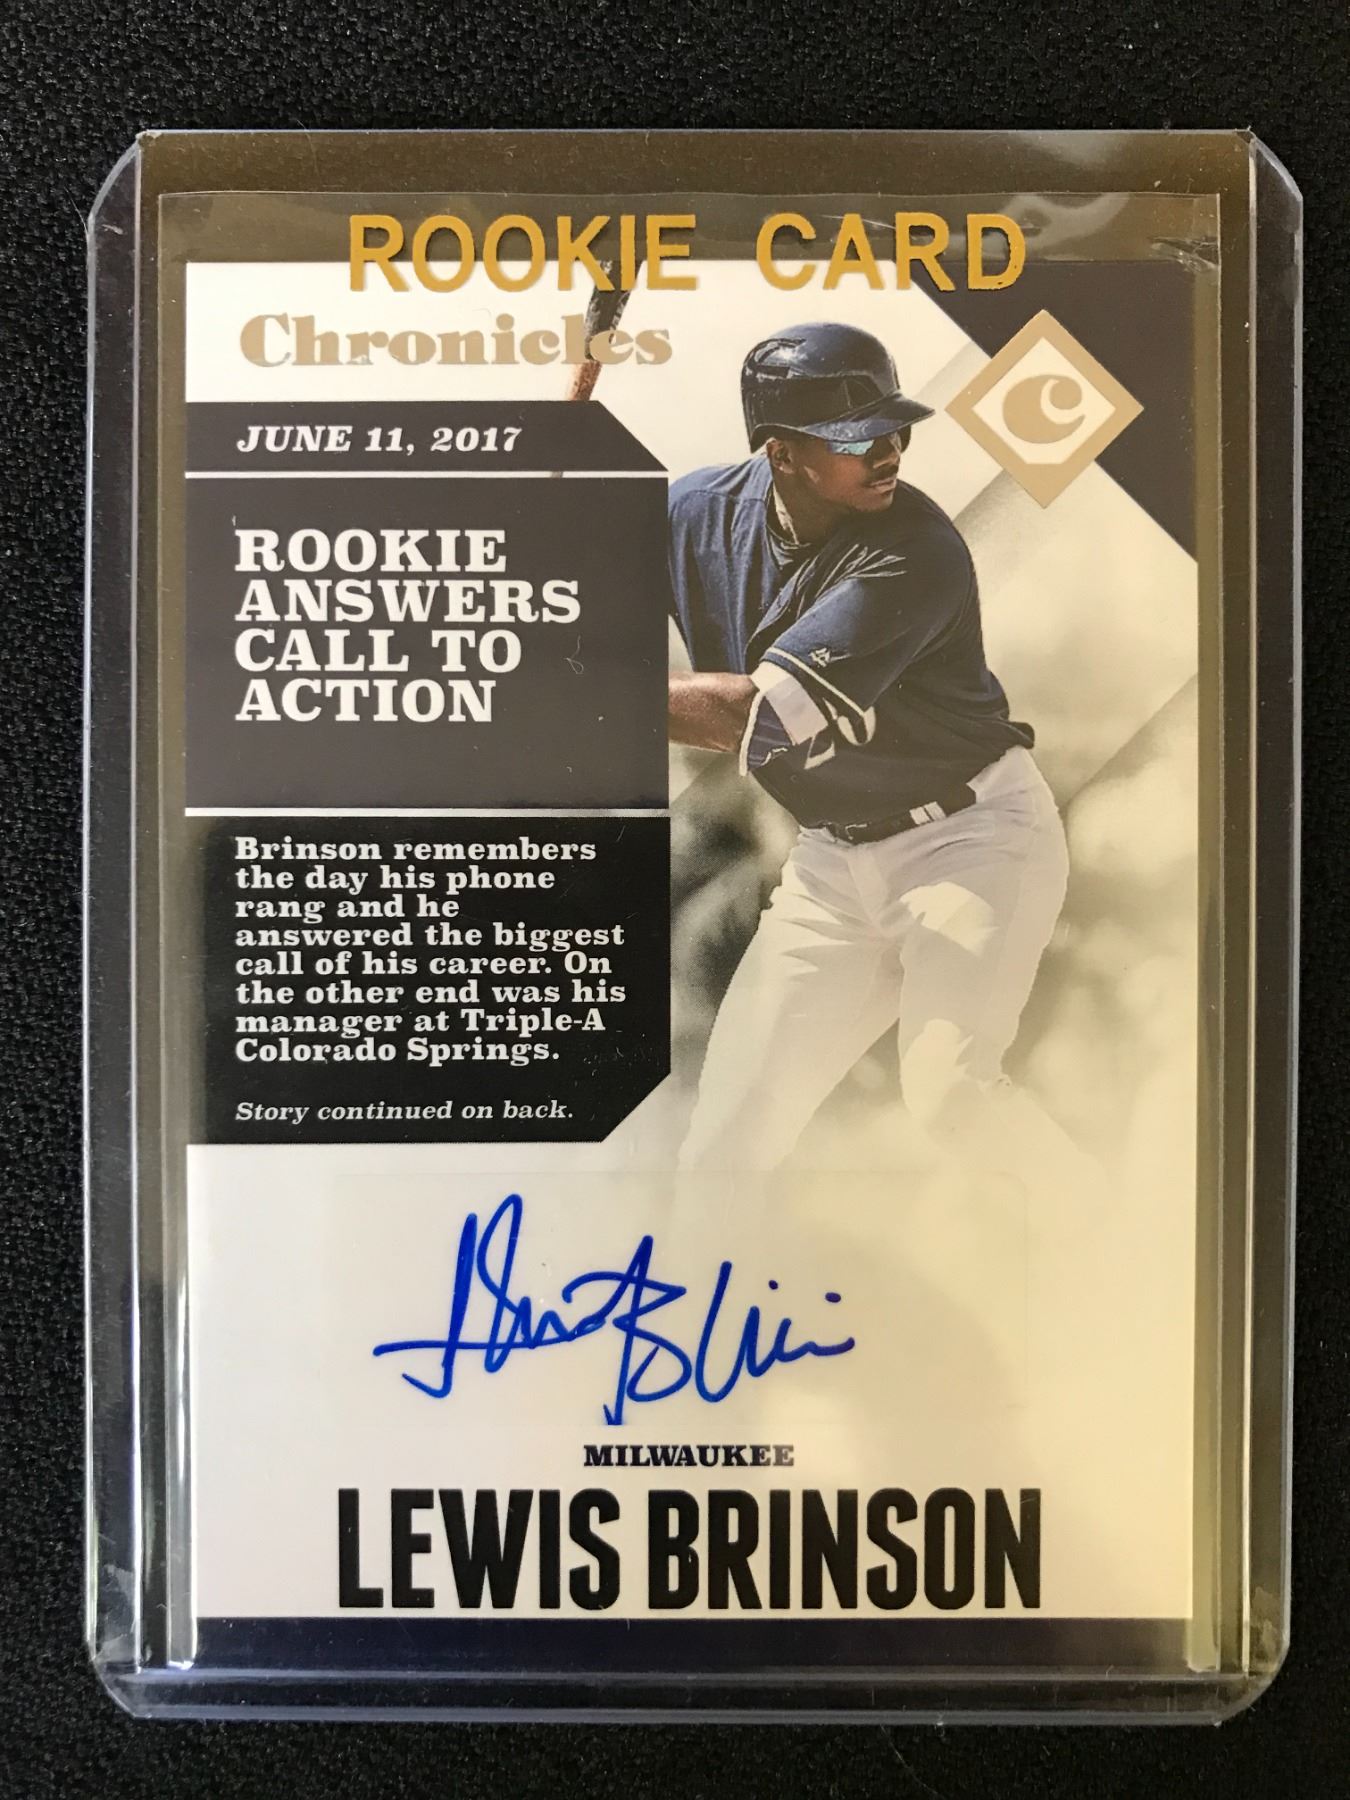 ROOKIE CARD
Chronicles
C
JUNE 11, 2017
ROOKIE
ANSWERS
CALL TO
ACTION
Brinson remembers
the day his phone
rang and he
answered the biggest
call of his career. On
the other end was his
manager at Triple-A
Colorado Springs.
Story continued on back.
MILWAUKEE
LEWIS BRINSON